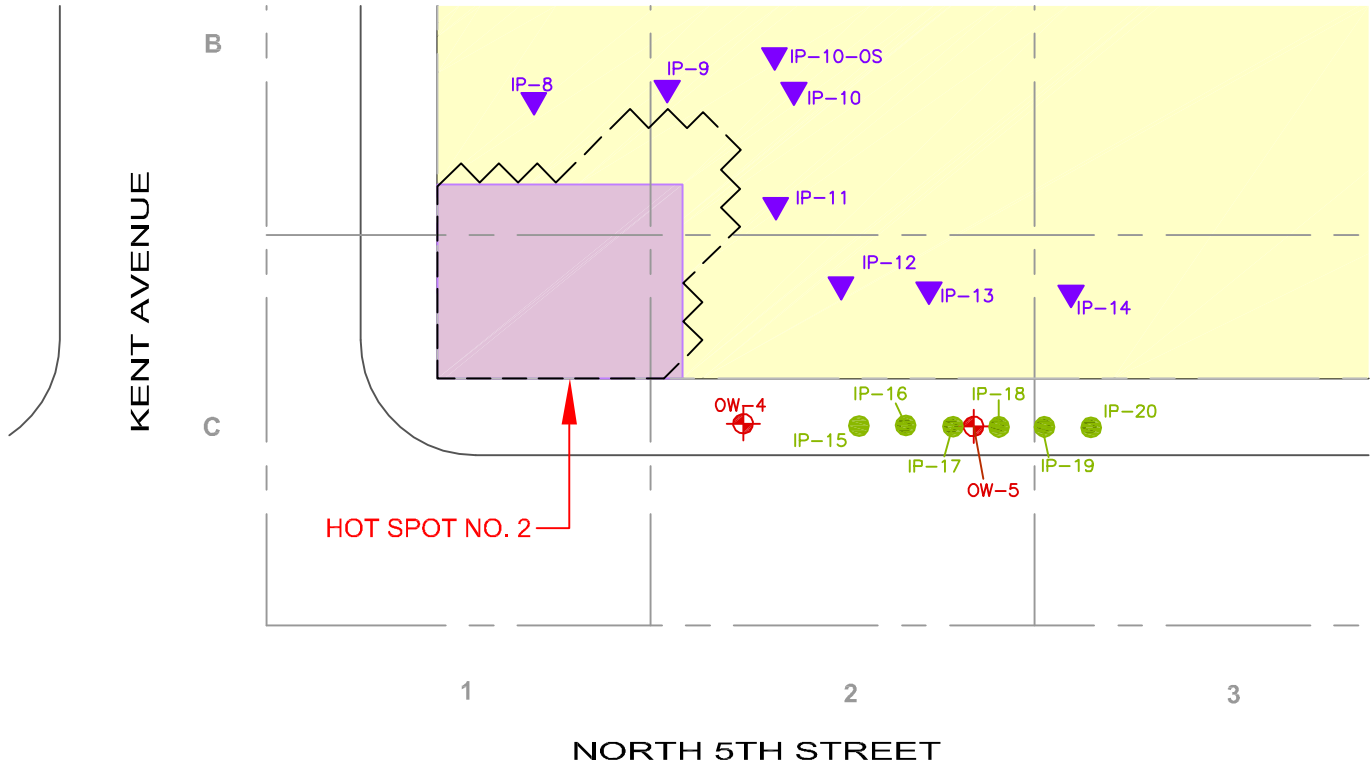 B
IP-10-OS
IP-9
IP-8
IP-10
KENT AVENUE
IP-11
IP-12
IP-13
IP-14
IP-16
IP-18
OW-4
IP-20
C
IP-15
IP-17
IP-19
OW-5
HOT SPOT NO. 2
1
2
3
NORTH 5TH STREET